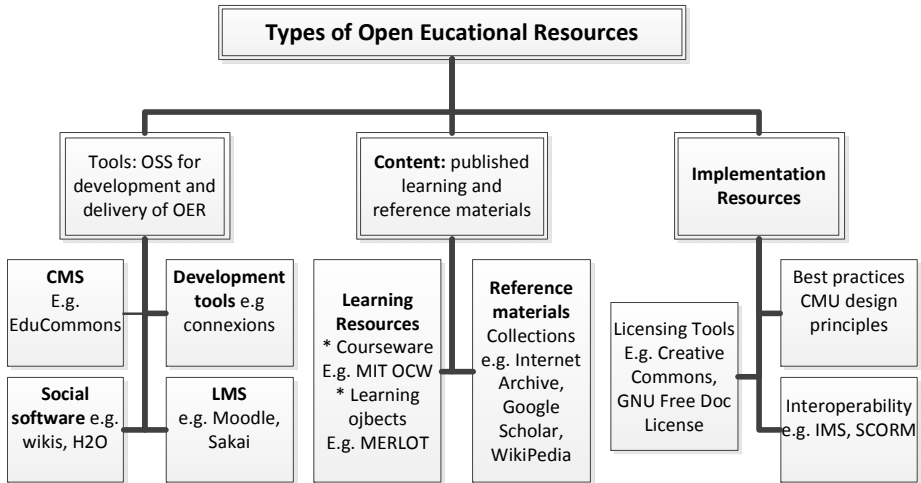 Types of Open Eucational Resources
Tools: OSS for
development and
delivery of OER
Content: published
learning and
reference materials
Implementation
Resources
CMS
E.g.
EduCommons
Development
tools e.g
connexions
Social
software e.g.
wikis, H2O
LMS
e.g. Moodle,
Sakai
Learning
Resources
* Courseware
E.g. MIT OCW
* Learning
ojbects
E.g. MERLOT
Reference
materials
Collections
e.g. Internet
Archive,
Google
Scholar,
WikiPedia
Licensing Tools
E.g. Creative
Commons,
GNU Free Doc
License
Best practices
CMU design
principles
Interoperability
e.g. IMS, SCORM